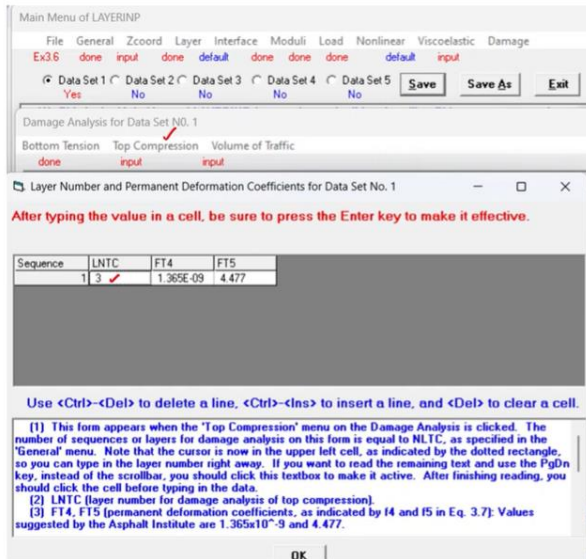 Main Menu of LAYERINP
File General Zcoord Layer Interface Moduli Load Nonlinear Viscoelastic Damage
Ex3.6 done input done default done done done default input
Data Set 1 Data Set 2 Data Set 3 Data Set 4 Data Set 5 Save Save As Exit
Yes No No No No
Damage Analysis for Data Set N0. 1
Bottom Tension Top Compression Volume of Traffic
done input input
Layer Number and Permanent Deformation Coefficients for Data Set No. 1
After typing the value in a cell, be sure to press the Enter key to make it effective.
Sequence LNTC FT4 FT5
1 3 1.365E-09 4.477
Use <Ctrl>-<Del> to delete a line, <Ctrl>-<Ins> to insert a line, and <Del> to clear a cell.
(1) This form appears when the 'Top Compression' menu on the Damage Analysis is clicked. The
number of sequences or layers for damage analysis on this form is equal to NLTC, as specified in the
'General' menu. Note that the cursor is now in the upper left cell, as indicated by the dotted rectangle,
so you can type in the layer number right away. If you want to read the remaining text and use the PgDn
key, instead of the scrollbar, you should click this textbox to make it active. After finishing reading, you
should click the cell before typing in the data.
(2) LNTC (layer number for damage analysis of top compression).
(3) FT4, FT5 (permanent deformation coefficients, as indicated by f4 and f5 in Eq. 3.7): Values
suggested by the Asphalt Institute are 1.365x10^-9 and 4.477.
OK